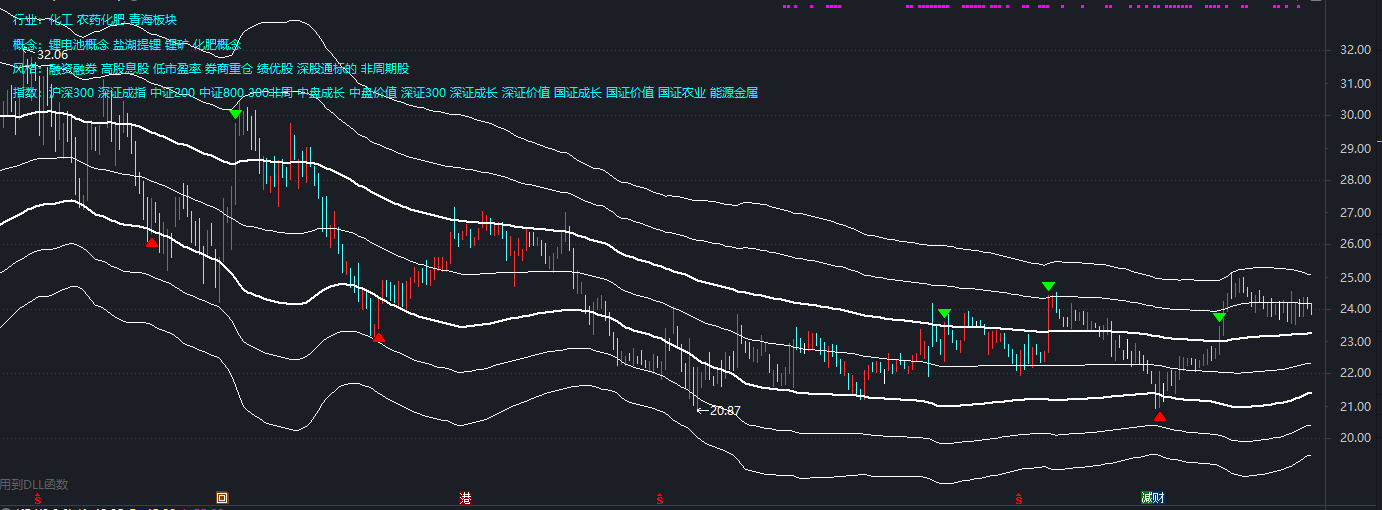 行业: 化工 农药化肥 青海板块
概念: 锂电池概念 盐湖提锂 锂矿 化肥概念
32.06
风格: 融资融券 高股息股 低市盈率 券商重仓 绩优股 深股通标的 非周期股
指数: 沪深300 深证成指 中证200 中证800 300非周 中盘成长 中盘价值 深证300 深证成长 深证价值 国证成长 国证价值 国证农业 能源金属
32.00
31.00
30.00
29.00
28.00
27.00
26.00
25.00
24.00
23.00
22.00
21.00
20.00
←20.87
用到DLL函数
S 回 港 S S 减财